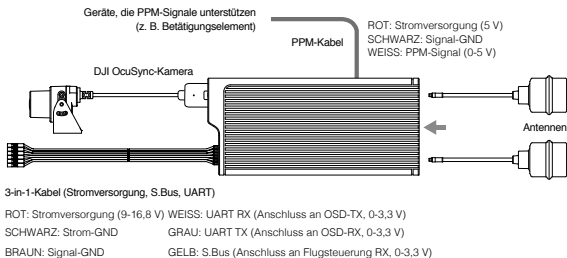 Geräte, die PPM-Signale unterstützen
(z. B. Betätigungselement)
PPM-Kabel
ROT: Stromversorgung (5 V)
SCHWARZ: Signal-GND
WEISS: PPM-Signal (0-5 V)
DJI OcuSync-Kamera
Antennen
3-in-1-Kabel (Stromversorgung, S.Bus, UART)
ROT: Stromversorgung (9-16,8 V) WEISS: UART RX (Anschluss an OSD-TX, 0-3,3 V)
SCHWARZ: Strom-GND GRAU: UART TX (Anschluss an OSD-RX, 0-3,3 V)
BRAUN: Signal-GND GELB: S.Bus (Anschluss an Flugsteuerung RX, 0-3,3 V)